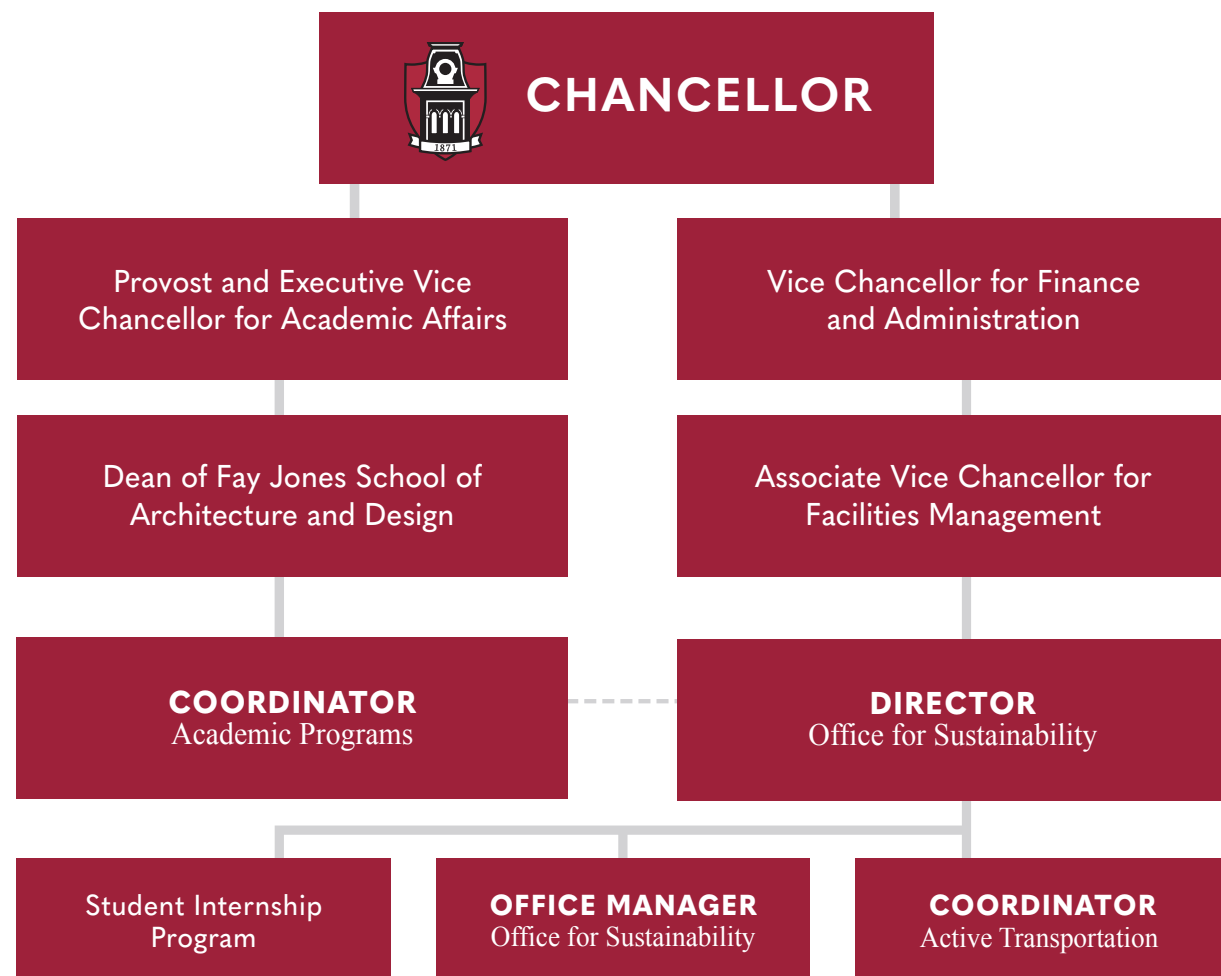 CHANCELLOR
1871
Provost and Executive Vice
Chancellor for Academic Affairs
Vice Chancellor for Finance
and Administration
Dean of Fay Jones School of
Architecture and Design
Associate Vice Chancellor for
Facilities Management
COORDINATOR
Academic Programs
DIRECTOR
Office for Sustainability
Student Internship
Program
OFFICE MANAGER
Office for Sustainability
COORDINATOR
Active Transportation